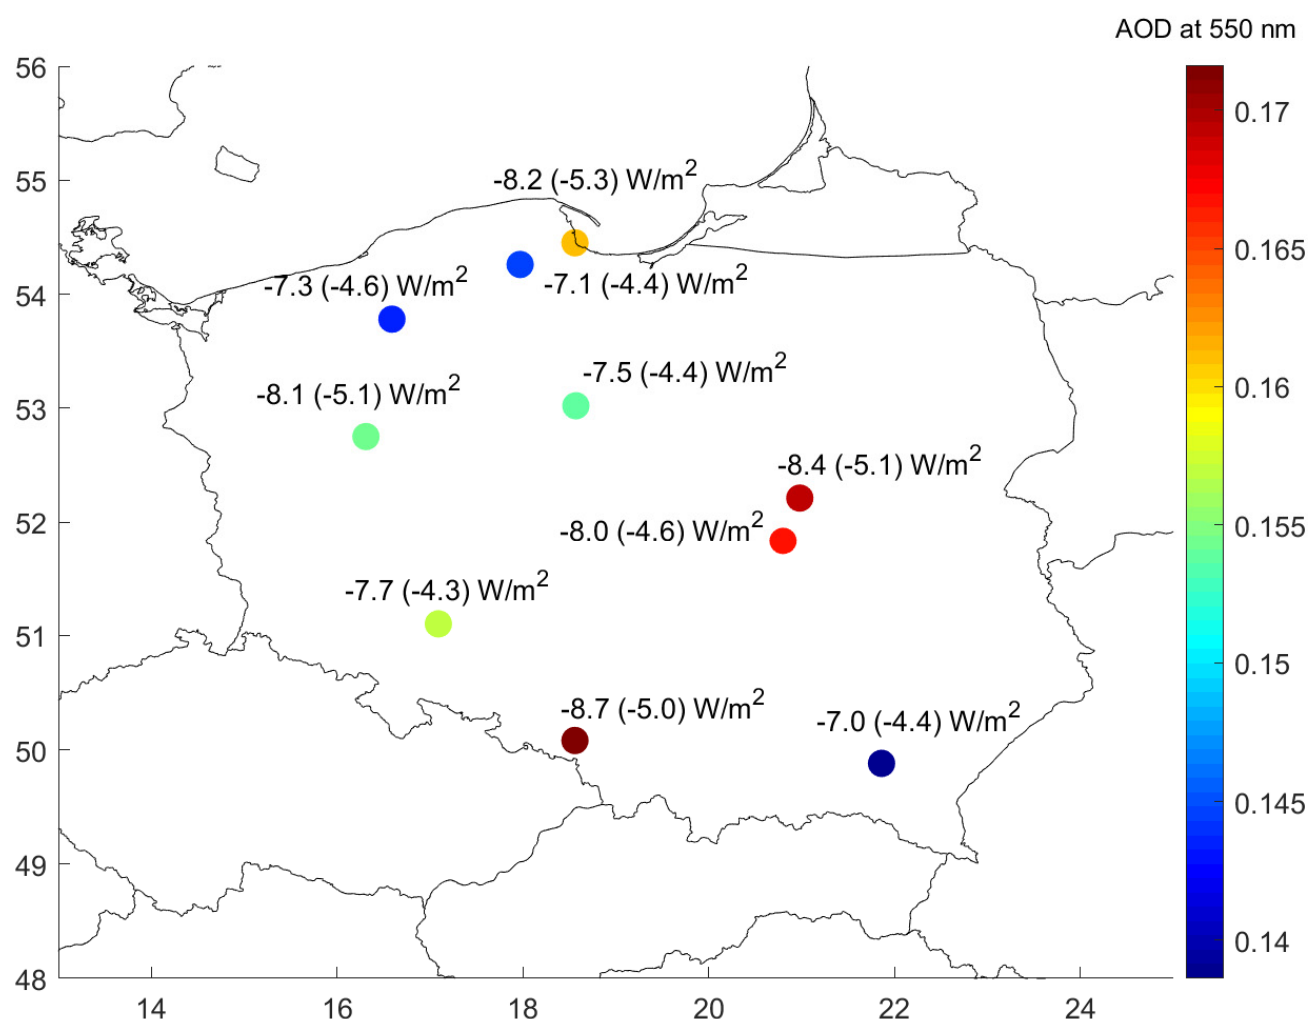 AOD at 550 nm
56
55
54
53
52
51
50
49
48
-8.2 (-5.3) W/m²
-7.3 (-4.6) W/m²
-7.1 (-4.4) W/m²
-7.5 (-4.4) W/m²
-8.1 (-5.1) W/m²
-8.4 (-5.1) W/m²
-8.0 (-4.6) W/m²
-7.7 (-4.3) W/m²
-8.7 (-5.0) W/m²
-7.0 (-4.4) W/m²
14 16 18 20 22 24
0.17
0.165
0.16
0.155
0.15
0.145
0.14